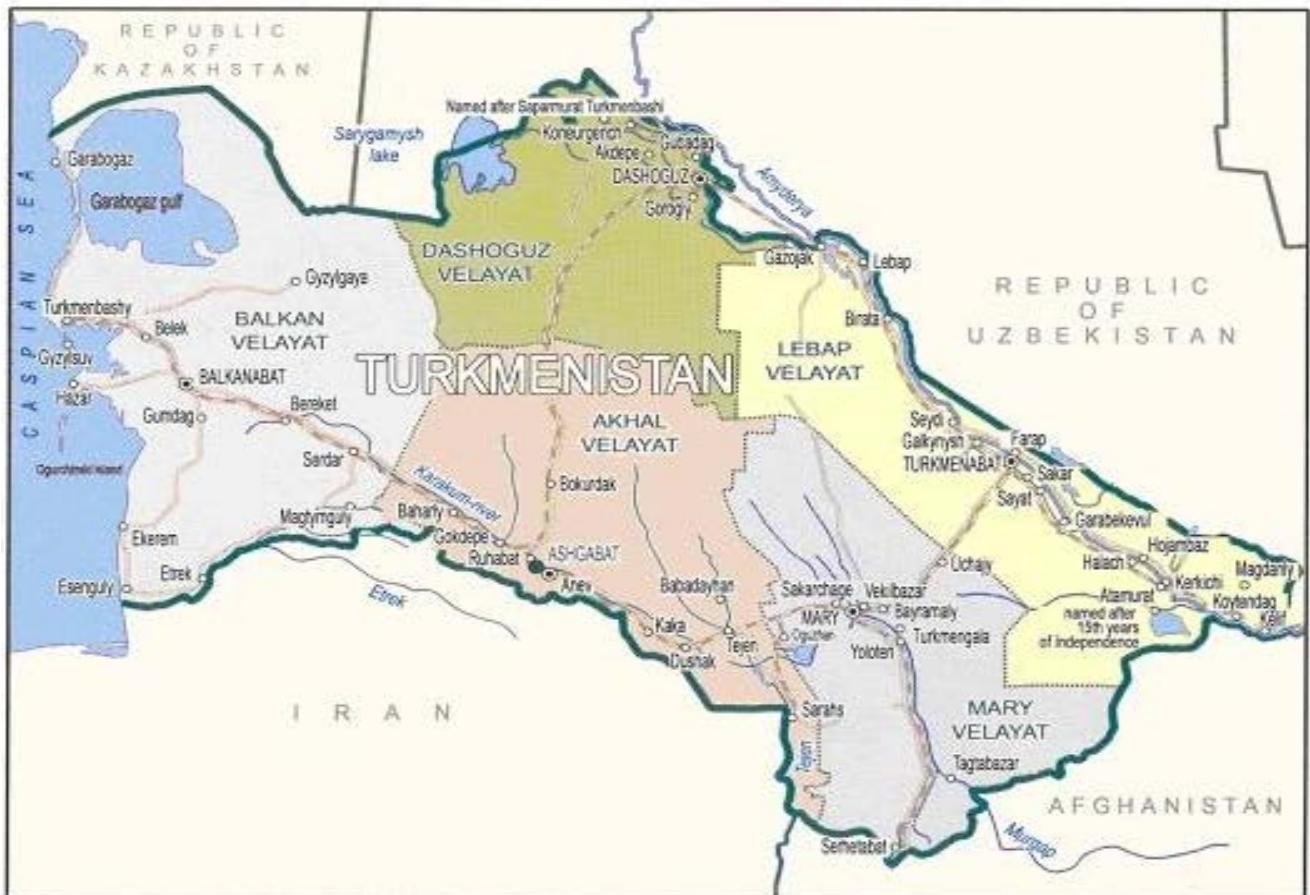 REPUBLIC
OF
KAZAKHSTAN
Named after Saparmurat Turkmenbashi
Sarygamysh
lake
Koneurgench
Akdepe
Gubadag
DASHOGUZ
Gorogly
Amyderya
Garabogaz
Garabogaz gulf
CASPIAN SEA
DASHOGUZ
VELAYAT
Gazojak
Lebap
Gyzylgaya
REPUBLIC
OF
UZBEKISTAN
Turkmenbashy
Belek
BALKAN
VELAYAT
Birata
Gyzylsuv
LEBAP
VELAYAT
TURKMENISTAN
BALKANABAT
Hazar
Gumdag
Bereket
AKHAL
VELAYAT
Seydi
Galkynysh
Farap
TURKMENABAT
Sakar
Sayat
Serdar
Karakum-river
Bokurdak
Magtymguly
Baharly
Gokdepe
Garabekevul
Ekerem
Ruhabat
ASHGABAT
Anev
Hojambaz
Halach
Uchajy
Magdanly
Kerkichi
Esenguly
Etrek
Etrek
Babadayhan
Sakarchage
Vekilbazar
MARY
Bayramaly
Atamurat
Koytendag
Kelif
named after
15th years
of Independence
Kaka
Tejen
Oguzhan
Turkmengala
Yoloten
Dushak
IRAN
Sarahs
MARY
VELAYAT
Tejen
Tagtabazar
AFGHANISTAN
Serhetabat
Murgap